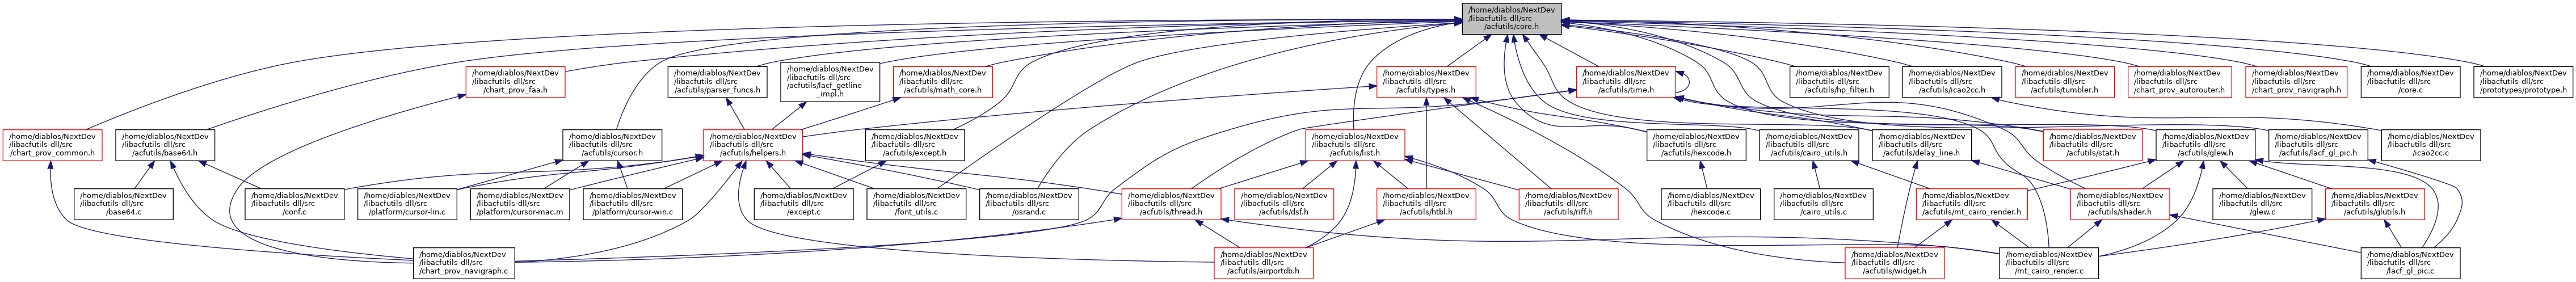 /home/diablos/NextDev
/libacfutils-dll/src
/acfutils/core.h
/home/diablos/NextDev
/libacfutils-dll/src
/chart_prov_faa.h
/home/diablos/NextDev
/libacfutils-dll/src
/acfutils/parser_funcs.h
/home/diablos/NextDev
/libacfutils-dll/src
/acfutils/lacf_getline
_impl.h
/home/diablos/NextDev
/libacfutils-dll/src
/acfutils/math_core.h
/home/diablos/NextDev
/libacfutils-dll/src
/acfutils/types.h
/home/diablos/NextDev
/libacfutils-dll/src
/acfutils/time.h
/home/diablos/NextDev
/libacfutils-dll/src
/acfutils/hp_filter.h
/home/diablos/NextDev
/libacfutils-dll/src
/acfutils/icao2cc.h
/home/diablos/NextDev
/libacfutils-dll/src
/acfutils/tumbler.h
/home/diablos/NextDev
/libacfutils-dll/src
/chart_prov_autorouter.h
/home/diablos/NextDev
/libacfutils-dll/src
/chart_prov_navigraph.h
/home/diablos/NextDev
/libacfutils-dll/src
/core.c
/home/diablos/NextDev
/libacfutils-dll/src
/prototypes/prototype.h
/home/diablos/NextDev
/libacfutils-dll/src
/chart_prov_common.h
/home/diablos/NextDev
/libacfutils-dll/src
/acfutils/base64.h
/home/diablos/NextDev
/libacfutils-dll/src
/acfutils/cursor.h
/home/diablos/NextDev
/libacfutils-dll/src
/acfutils/helpers.h
/home/diablos/NextDev
/libacfutils-dll/src
/acfutils/except.h
/home/diablos/NextDev
/libacfutils-dll/src
/acfutils/list.h
/home/diablos/NextDev
/libacfutils-dll/src
/acfutils/hexcode.h
/home/diablos/NextDev
/libacfutils-dll/src
/acfutils/cairo_utils.h
/home/diablos/NextDev
/libacfutils-dll/src
/acfutils/delay_line.h
/home/diablos/NextDev
/libacfutils-dll/src
/acfutils/stat.h
/home/diablos/NextDev
/libacfutils-dll/src
/acfutils/glew.h
/home/diablos/NextDev
/libacfutils-dll/src
/acfutils/lacf_gl_pic.h
/home/diablos/NextDev
/libacfutils-dll/src
/icao2cc.c
/home/diablos/NextDev
/libacfutils-dll/src
/base64.c
/home/diablos/NextDev
/libacfutils-dll/src
/conf.c
/home/diablos/NextDev
/libacfutils-dll/src
/platform/cursor-lin.c
/home/diablos/NextDev
/libacfutils-dll/src
/platform/cursor-mac.m
/home/diablos/NextDev
/libacfutils-dll/src
/platform/cursor-win.c
/home/diablos/NextDev
/libacfutils-dll/src
/except.c
/home/diablos/NextDev
/libacfutils-dll/src
/font_utils.c
/home/diablos/NextDev
/libacfutils-dll/src
/osrand.c
/home/diablos/NextDev
/libacfutils-dll/src
/acfutils/thread.h
/home/diablos/NextDev
/libacfutils-dll/src
/acfutils/dsf.h
/home/diablos/NextDev
/libacfutils-dll/src
/acfutils/htbl.h
/home/diablos/NextDev
/libacfutils-dll/src
/acfutils/riff.h
/home/diablos/NextDev
/libacfutils-dll/src
/hexcode.c
/home/diablos/NextDev
/libacfutils-dll/src
/cairo_utils.c
/home/diablos/NextDev
/libacfutils-dll/src
/acfutils/mt_cairo_render.h
/home/diablos/NextDev
/libacfutils-dll/src
/acfutils/shader.h
/home/diablos/NextDev
/libacfutils-dll/src
/glew.c
/home/diablos/NextDev
/libacfutils-dll/src
/acfutils/glutils.h
/home/diablos/NextDev
/libacfutils-dll/src
/chart_prov_navigraph.c
/home/diablos/NextDev
/libacfutils-dll/src
/acfutils/airportdb.h
/home/diablos/NextDev
/libacfutils-dll/src
/acfutils/widget.h
/home/diablos/NextDev
/libacfutils-dll/src
/mt_cairo_render.c
/home/diablos/NextDev
/libacfutils-dll/src
/lacf_gl_pic.c